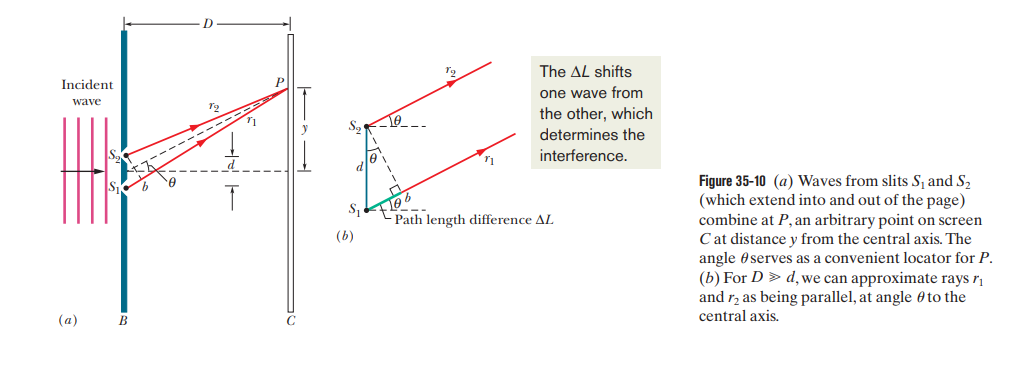 D
Incident
wave
r2
r1
P
y
S2
S1
d
b
θ
(a)
B
C
r2
S2
θ
θ
d
r1
S1
θ
b
Path length difference ΔL
(b)
The ΔL shifts
one wave from
the other, which
determines the
interference.
Figure 35-10 (a) Waves from slits S1 and S2
(which extend into and out of the page)
combine at P, an arbitrary point on screen
C at distance y from the central axis. The
angle θ serves as a convenient locator for P.
(b) For D ≫ d, we can approximate rays r1
and r2 as being parallel, at angle θ to the
central axis.